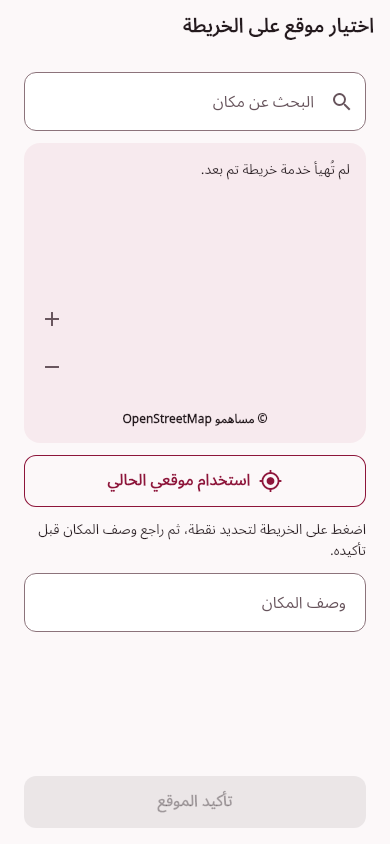 اختيار موقع على الخريطة
البحث عن مكان
لم تُهيأ خدمة خريطة تم بعد.
© مساهمو OpenStreetMap
استخدام موقعي الحالي
اضغط على الخريطة لتحديد نقطة، ثم راجع وصف المكان قبل
تأكيده.
وصف المكان
تأكيد الموقع